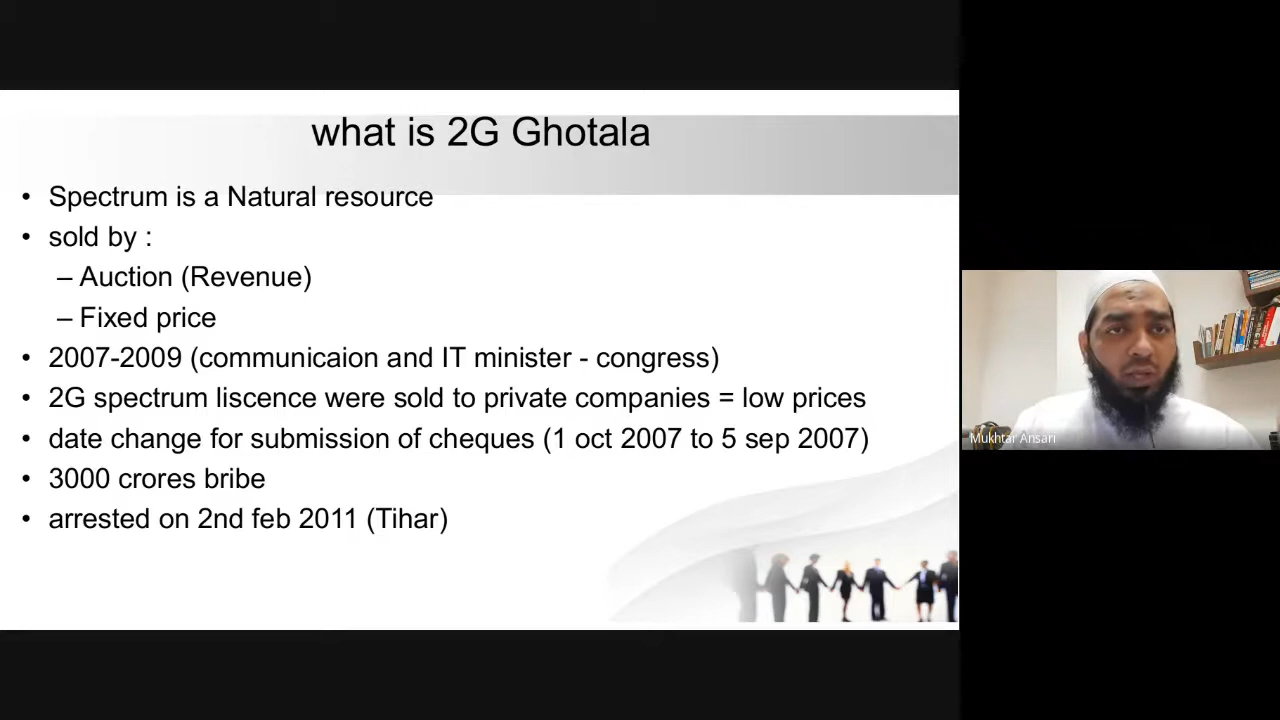 what is 2G Ghotala
• Spectrum is a Natural resource
• sold by :
– Auction (Revenue)
– Fixed price
• 2007-2009 (communicaion and IT minister - congress)
• 2G spectrum liscence were sold to private companies = low prices
• date change for submission of cheques (1 oct 2007 to 5 sep 2007)
• 3000 crores bribe
• arrested on 2nd feb 2011 (Tihar)
Mukhtar Ansari